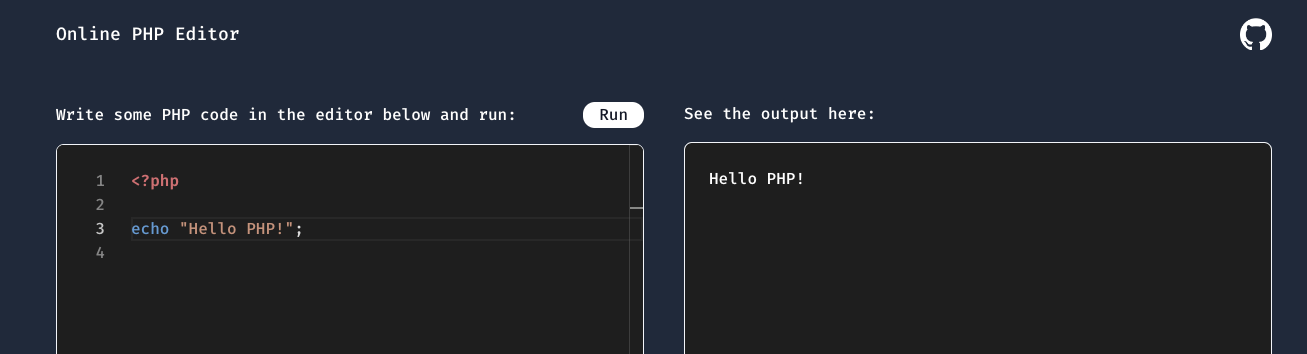 Online PHP Editor
Write some PHP code in the editor below and run:
Run
1 <?php
2
3 echo "Hello PHP!";
4
See the output here:
Hello PHP!